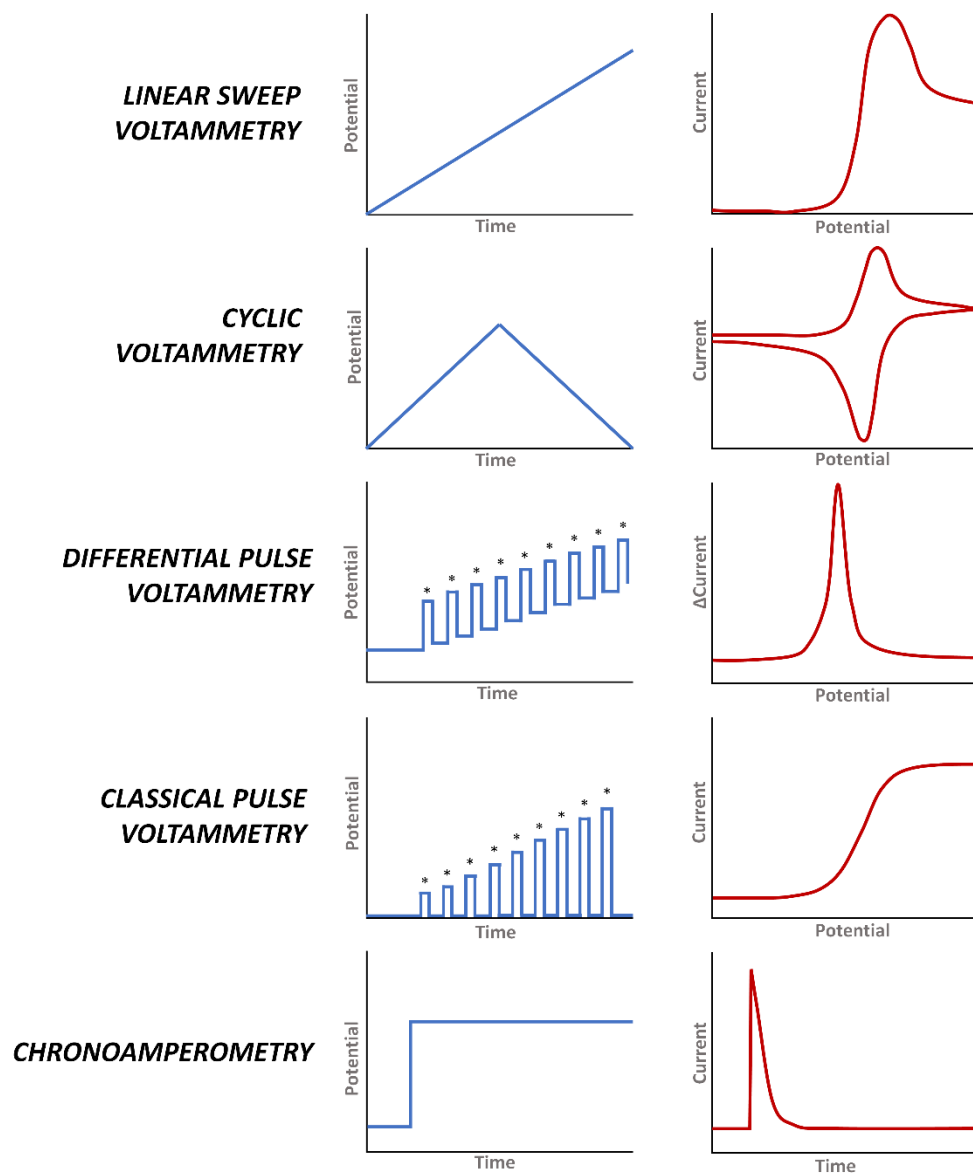 LINEAR SWEEP
VOLTAMMETRY
Potential
Time
Current
Potential
CYCLIC
VOLTAMMETRY
Potential
Time
Current
Potential
DIFFERENTIAL PULSE
VOLTAMMETRY
Potential
* * * * * * * * *
Time
ΔCurrent
Potential
CLASSICAL PULSE
VOLTAMMETRY
Potential
* * * * * * * * *
Time
Current
Potential
CHRONOAMPEROMETRY
Potential
Time
Current
Time